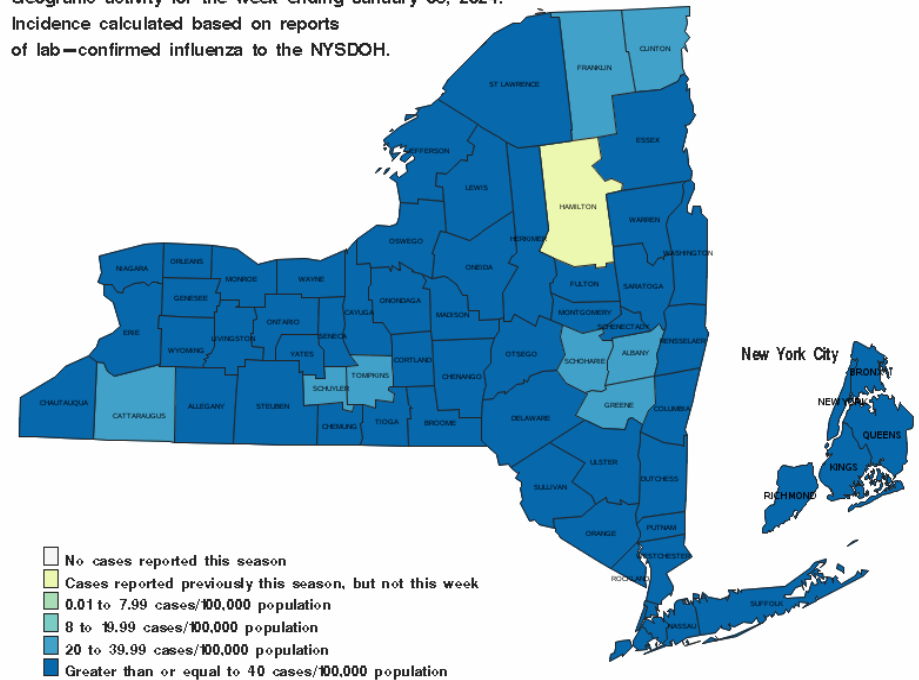 Incidence calculated based on reports
of lab-confirmed influenza to the NYSDOH.
CLINTON
FRANKLIN
ST LAWRENCE
ESSEX
JEFFERSON
LEWIS
HAMILTON
WARREN
HERKIMER
OSWEGO
WASHINGTON
ORLEANS
NIAGARA
ONEIDA
MONROE
WAYNE
FULTON
SARATOGA
GENESEE
ONONDAGA
CAYUGA
MADISON
MONTGOMERY
ONTARIO
SCHENECTADY
ERIE
LIVINGSTON
SENECA
RENSSELAER
WYOMING
YATES
OTSEGO
ALBANY
SCHOHARIE
CORTLAND
TOMPKINS
CHENANGO
SCHUYLER
CHAUTAUQUA
ALLEGANY
STEUBEN
GREENE
COLUMBIA
CATTARAUGUS
DELAWARE
TIOGA
BROOME
CHEMUNG
ULSTER
DUTCHESS
SULLIVAN
PUTNAM
ORANGE
WESTCHESTER
ROCKLAND
SUFFOLK
NASSAU
New York City
BRONX
NEW YORK
QUEENS
KINGS
RICHMOND
No cases reported this season
Cases reported previously this season, but not this week
0.01 to 7.99 cases/100,000 population
8 to 19.99 cases/100,000 population
20 to 39.99 cases/100,000 population
Greater than or equal to 40 cases/100,000 population